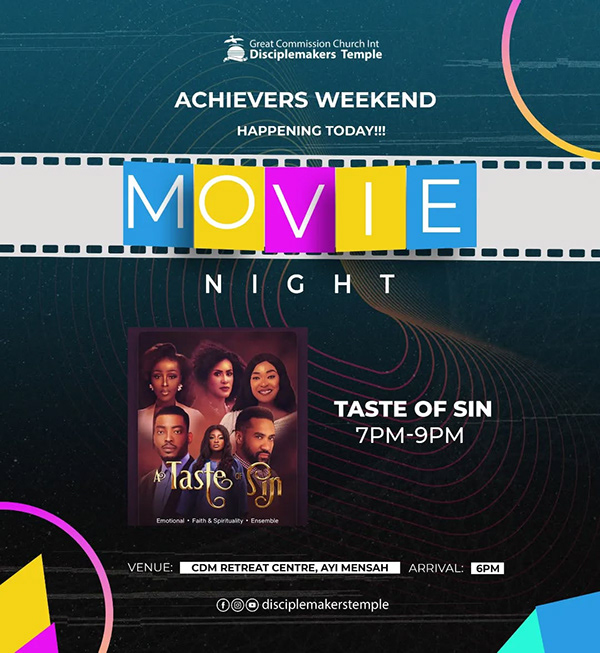 Great Commission Church Int
Disciplemakers Temple
ACHIEVERS WEEKEND
HAPPENING TODAY!!!
MOVIE
NIGHT
A Taste of Sin
Emotional • Faith & Spirituality • Ensemble
TASTE OF SIN
7PM-9PM
VENUE: CDM RETREAT CENTRE, AYI MENSAH ARRIVAL: 6PM
disciplemakerstemple